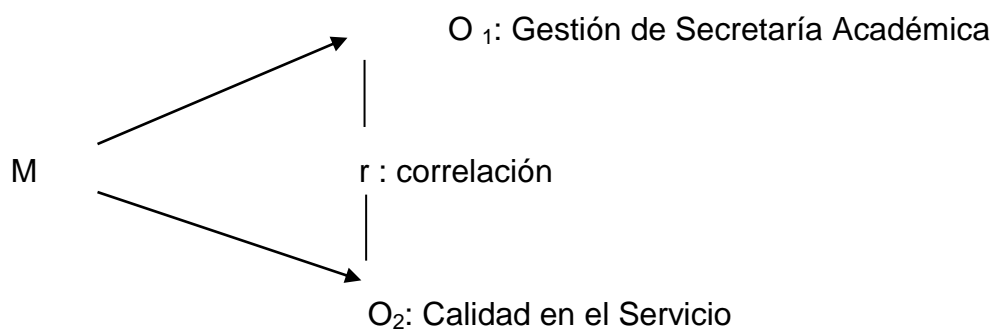 O ₁: Gestión de Secretaría Académica
M
r : correlación
O₂: Calidad en el Servicio